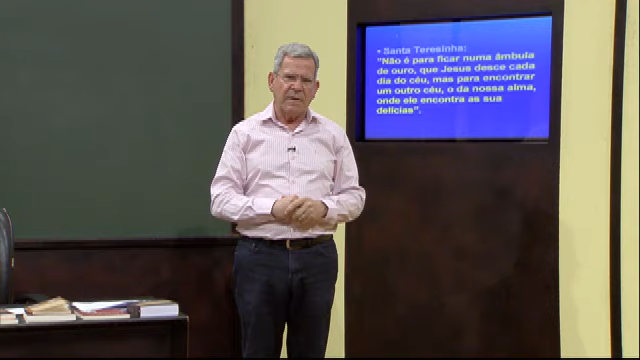 • Santa Teresinha:
"Não é para ficar numa âmbula
de ouro, que Jesus desce cada
dia do céu, mas para encontrar
um outro céu, o da nossa alma,
onde ele encontra as sua
delícias".